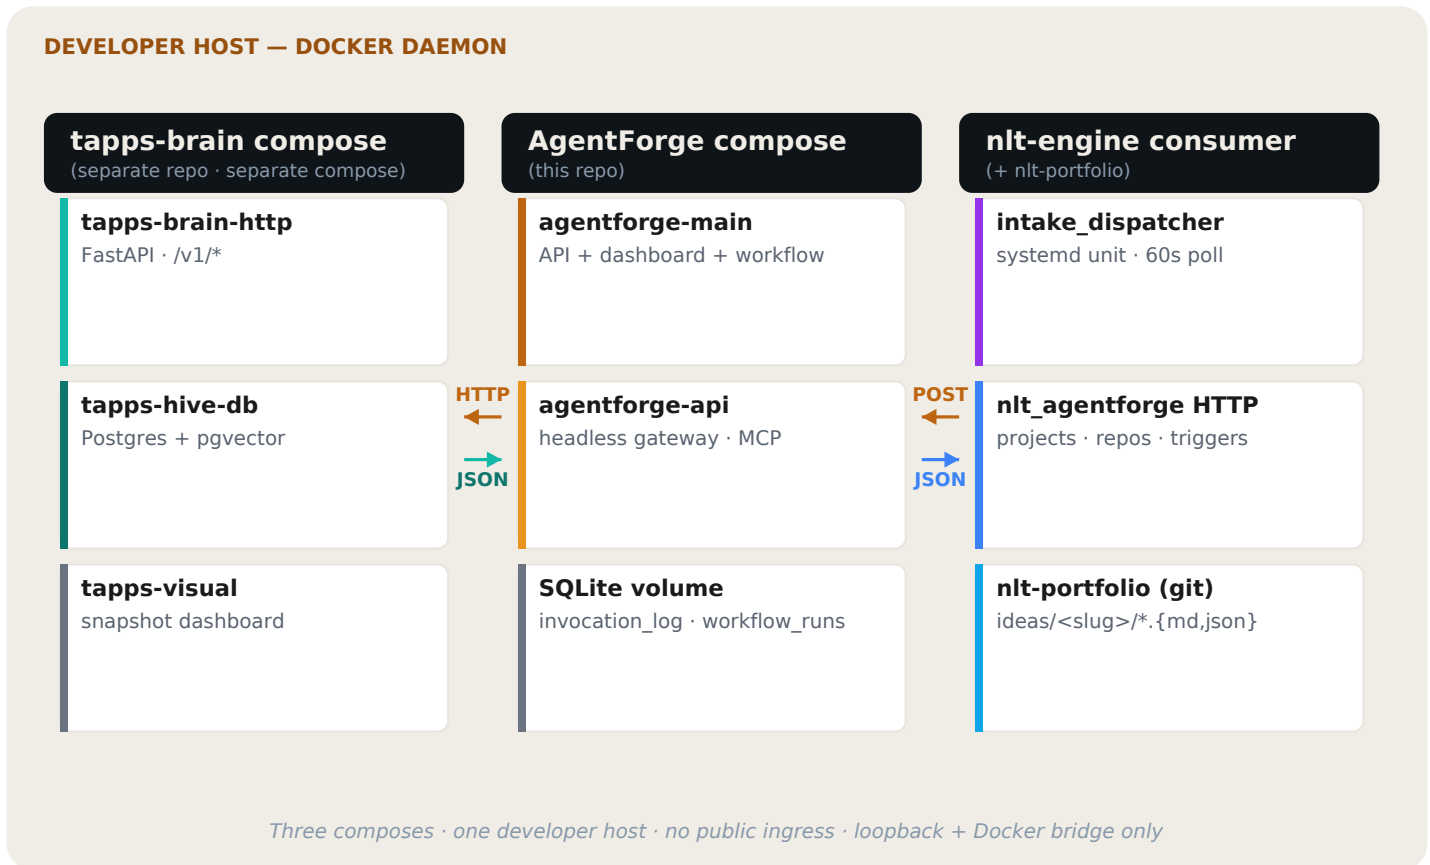 DEVELOPER HOST — DOCKER DAEMON
tapps-brain compose
(separate repo · separate compose)
tapps-brain-http
FastAPI · /v1/*
tapps-hive-db
Postgres + pgvector
tapps-visual
snapshot dashboard
HTTP
JSON
AgentForge compose
(this repo)
agentforge-main
API + dashboard + workflow
agentforge-api
headless gateway · MCP
SQLite volume
invocation_log · workflow_runs
POST
JSON
nlt-engine consumer
(+ nlt-portfolio)
intake_dispatcher
systemd unit · 60s poll
nlt_agentforge HTTP
projects · repos · triggers
nlt-portfolio (git)
ideas/<slug>/*.{md,json}
Three composes · one developer host · no public ingress · loopback + Docker bridge only